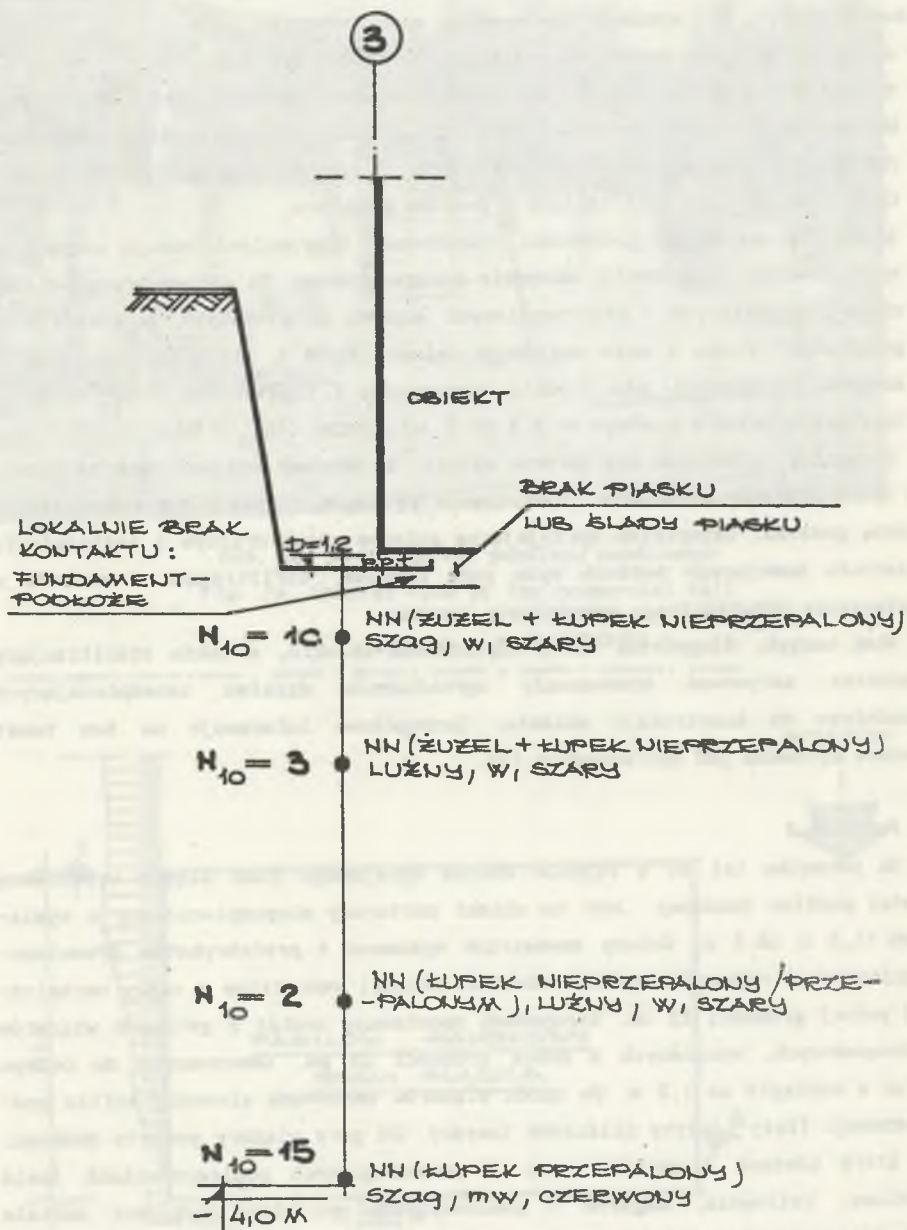 3
OBIEKT
BRAK PIASKU
LUB ŚLADY PIASKU
LOKALNIE BRAK
KONTAKTU:
FUNDAMENT-
PODŁOŻE
D=1,2
p.p.t
N₁₀ = 10
NN (ŻUŻEL + ŁUPEK NIEPRZEPALONY)
SZAG, W, SZARY
N₁₀ = 3
NN (ŻUŻEL + ŁUPEK NIEPRZEPALONY)
LUŹNY, W, SZARY
N₁₀ = 2
NN (ŁUPEK NIEPRZEPALONY / PRZE-
-PALONYM), LUŹNY, W, SZARY
N₁₀ = 15
NN (ŁUPEK PRZEPALONY)
SZAG, MW, CZERWONY
- 4,0 M